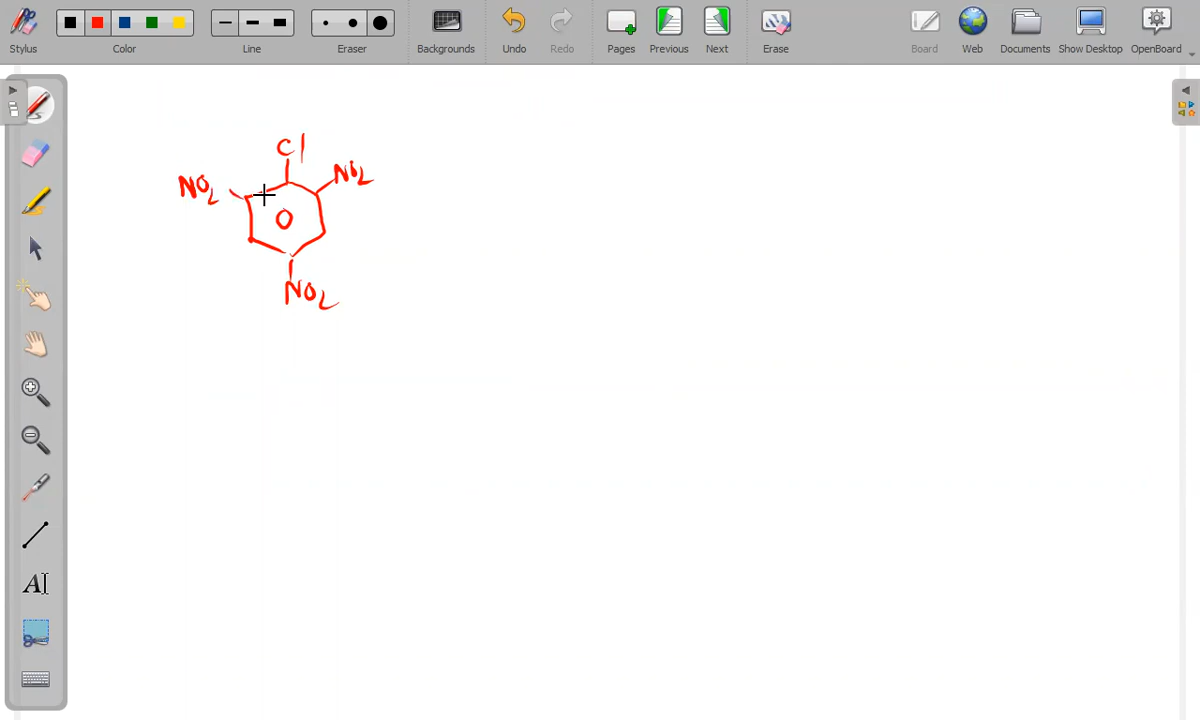 Stylus Color Line Eraser Backgrounds Undo Redo Pages Previous Next Erase Board Web Documents Show Desktop OpenBoard
Cl
NO2 NO2
O
NO2
A